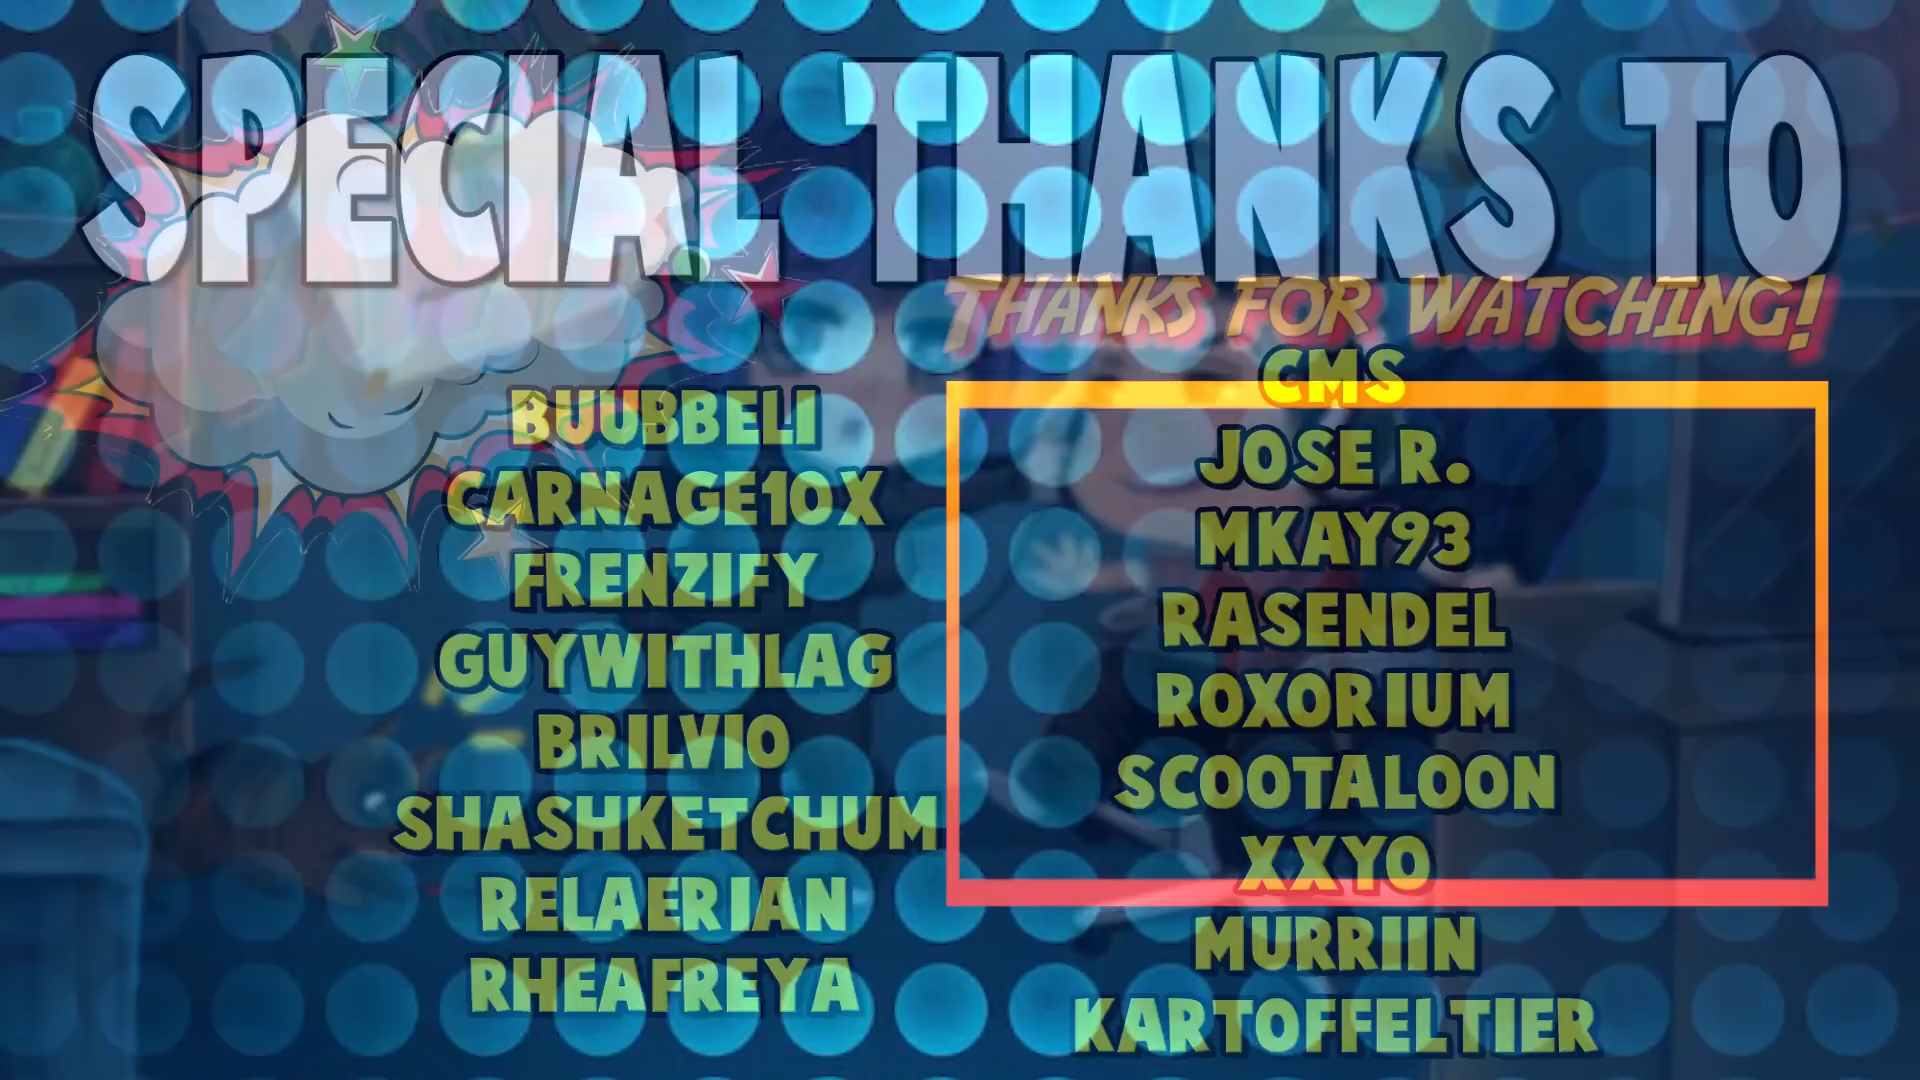 SPECIAL THANKS TO
THANKS FOR WATCHING!
BUUBBELI
CARNAGE10X
FRENZIFY
GUYWITHLAG
BRILVIO
SHASHKETCHUM
RELAERIAN
RHEAFREYA
CMS
JOSE R.
MKAY93
RASENDEL
ROXORIUM
SCOOTALOON
XXYO
MURRIIN
KARTOFFELTIER